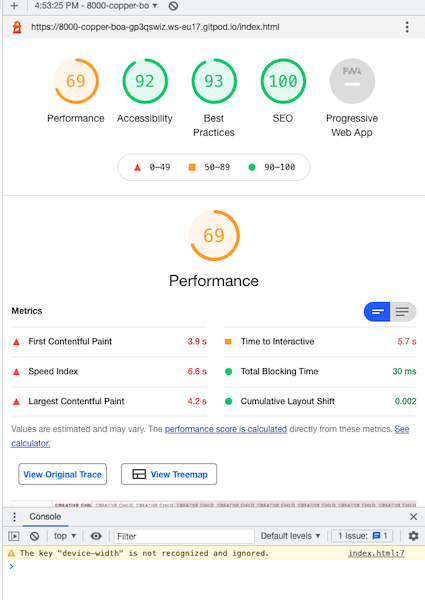 4:53:25 PM - 8000-copper-bo
https://8000-copper-boa-gp3qswiz.ws-eu17.gitpod.io/index.html
69
92
93
100
PWA
Performance
Accessibility
Best
Practices
SEO
Progressive
Web App
0–49
50–89
90–100
69
Performance
Metrics
First Contentful Paint 3.9 s
Time to Interactive 5.7 s
Speed Index 6.6 s
Total Blocking Time 30 ms
Largest Contentful Paint 4.2 s
Cumulative Layout Shift 0.002
Values are estimated and may vary. The performance score is calculated directly from these metrics. See
calculator.
View Original Trace
View Treemap
CREATIVE CHIL CREATIVE CHILD CREATIVE CHILD CREATIVE CHILD CREATIVE CHILD CREATIVE CHILD CREATIVE CHILD CREATIVE CHILD
Console
top
Filter
Default levels
1 Issue: 1
The key "device-width" is not recognized and ignored. index.html:7